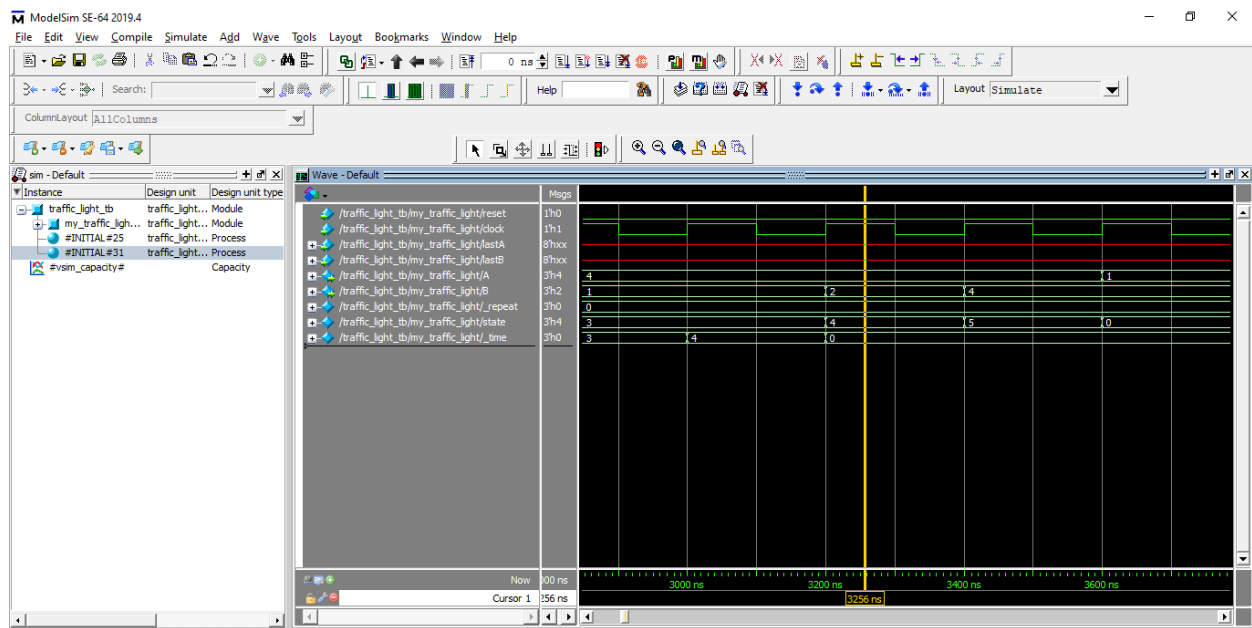 ModelSim SE-64 2019.4
File Edit View Compile Simulate Add Wave Tools Layout Bookmarks Window Help
0 ns
Search:
Help
Layout Simulate
ColumnLayout AllColumns
sim - Default
Instance Design unit Design unit type
traffic_light_tb traffic_light... Module
my_traffic_ligh... traffic_light... Module
#INITIAL#25 traffic_light... Process
#INITIAL#31 traffic_light... Process
#vsim_capacity# Capacity
Wave - Default
Msgs
/traffic_light_tb/my_traffic_light/reset 1'h0
/traffic_light_tb/my_traffic_light/clock 1'h1
/traffic_light_tb/my_traffic_light/lastA 8'hxx
/traffic_light_tb/my_traffic_light/lastB 8'hxx
/traffic_light_tb/my_traffic_light/A 3'h4 4 1
/traffic_light_tb/my_traffic_light/B 3'h2 1 2 4
/traffic_light_tb/my_traffic_light/_repeat 3'h0 0
/traffic_light_tb/my_traffic_light/state 3'h4 3 4 5 0
/traffic_light_tb/my_traffic_light/_time 3'h0 3 4 0
Now 000 ns 3000 ns 3200 ns 3400 ns 3600 ns
Cursor 1 256 ns 3256 ns